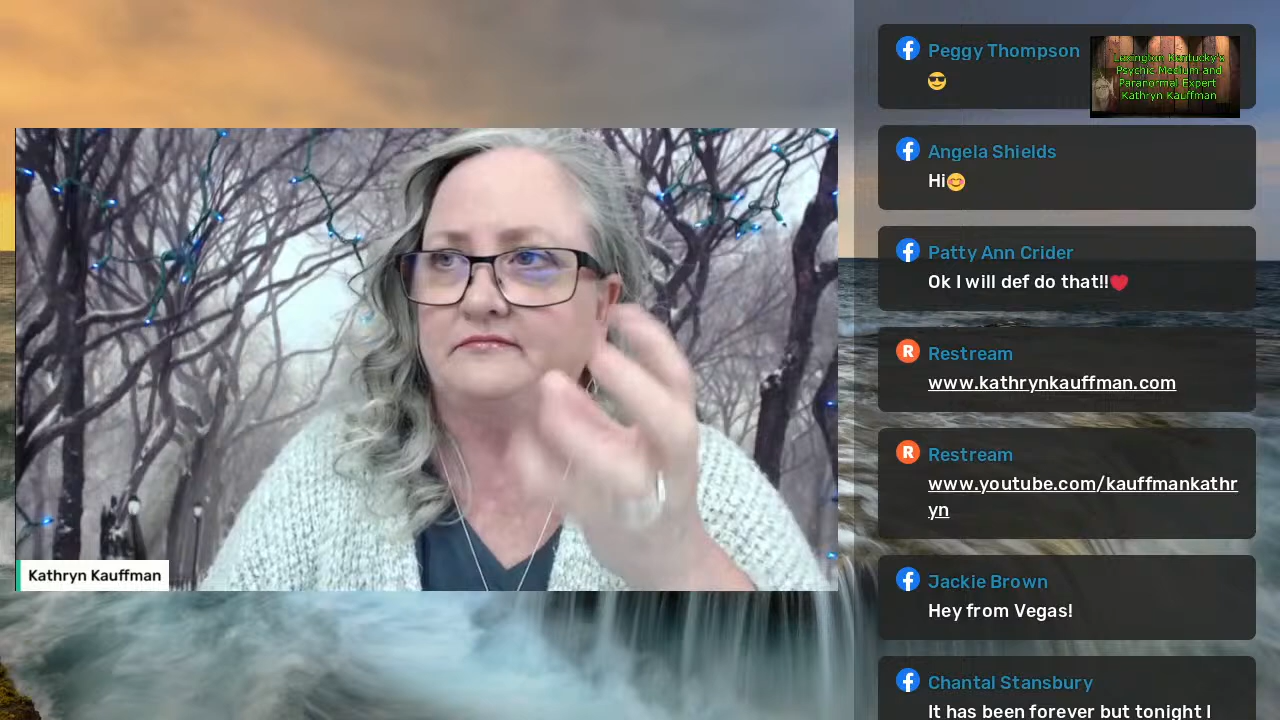 Peggy Thompson
😎
Lexington Kentucky's
Psychic Medium and
Paranormal Expert
Kathryn Kauffman
Angela Shields
Hi😊
Patty Ann Crider
Ok I will def do that!!❤️
R
Restream
www.kathrynkauffman.com
R
Restream
www.youtube.com/kauffmankathr
yn
Jackie Brown
Hey from Vegas!
Chantal Stansbury
It has been forever but tonight I
Kathryn Kauffman